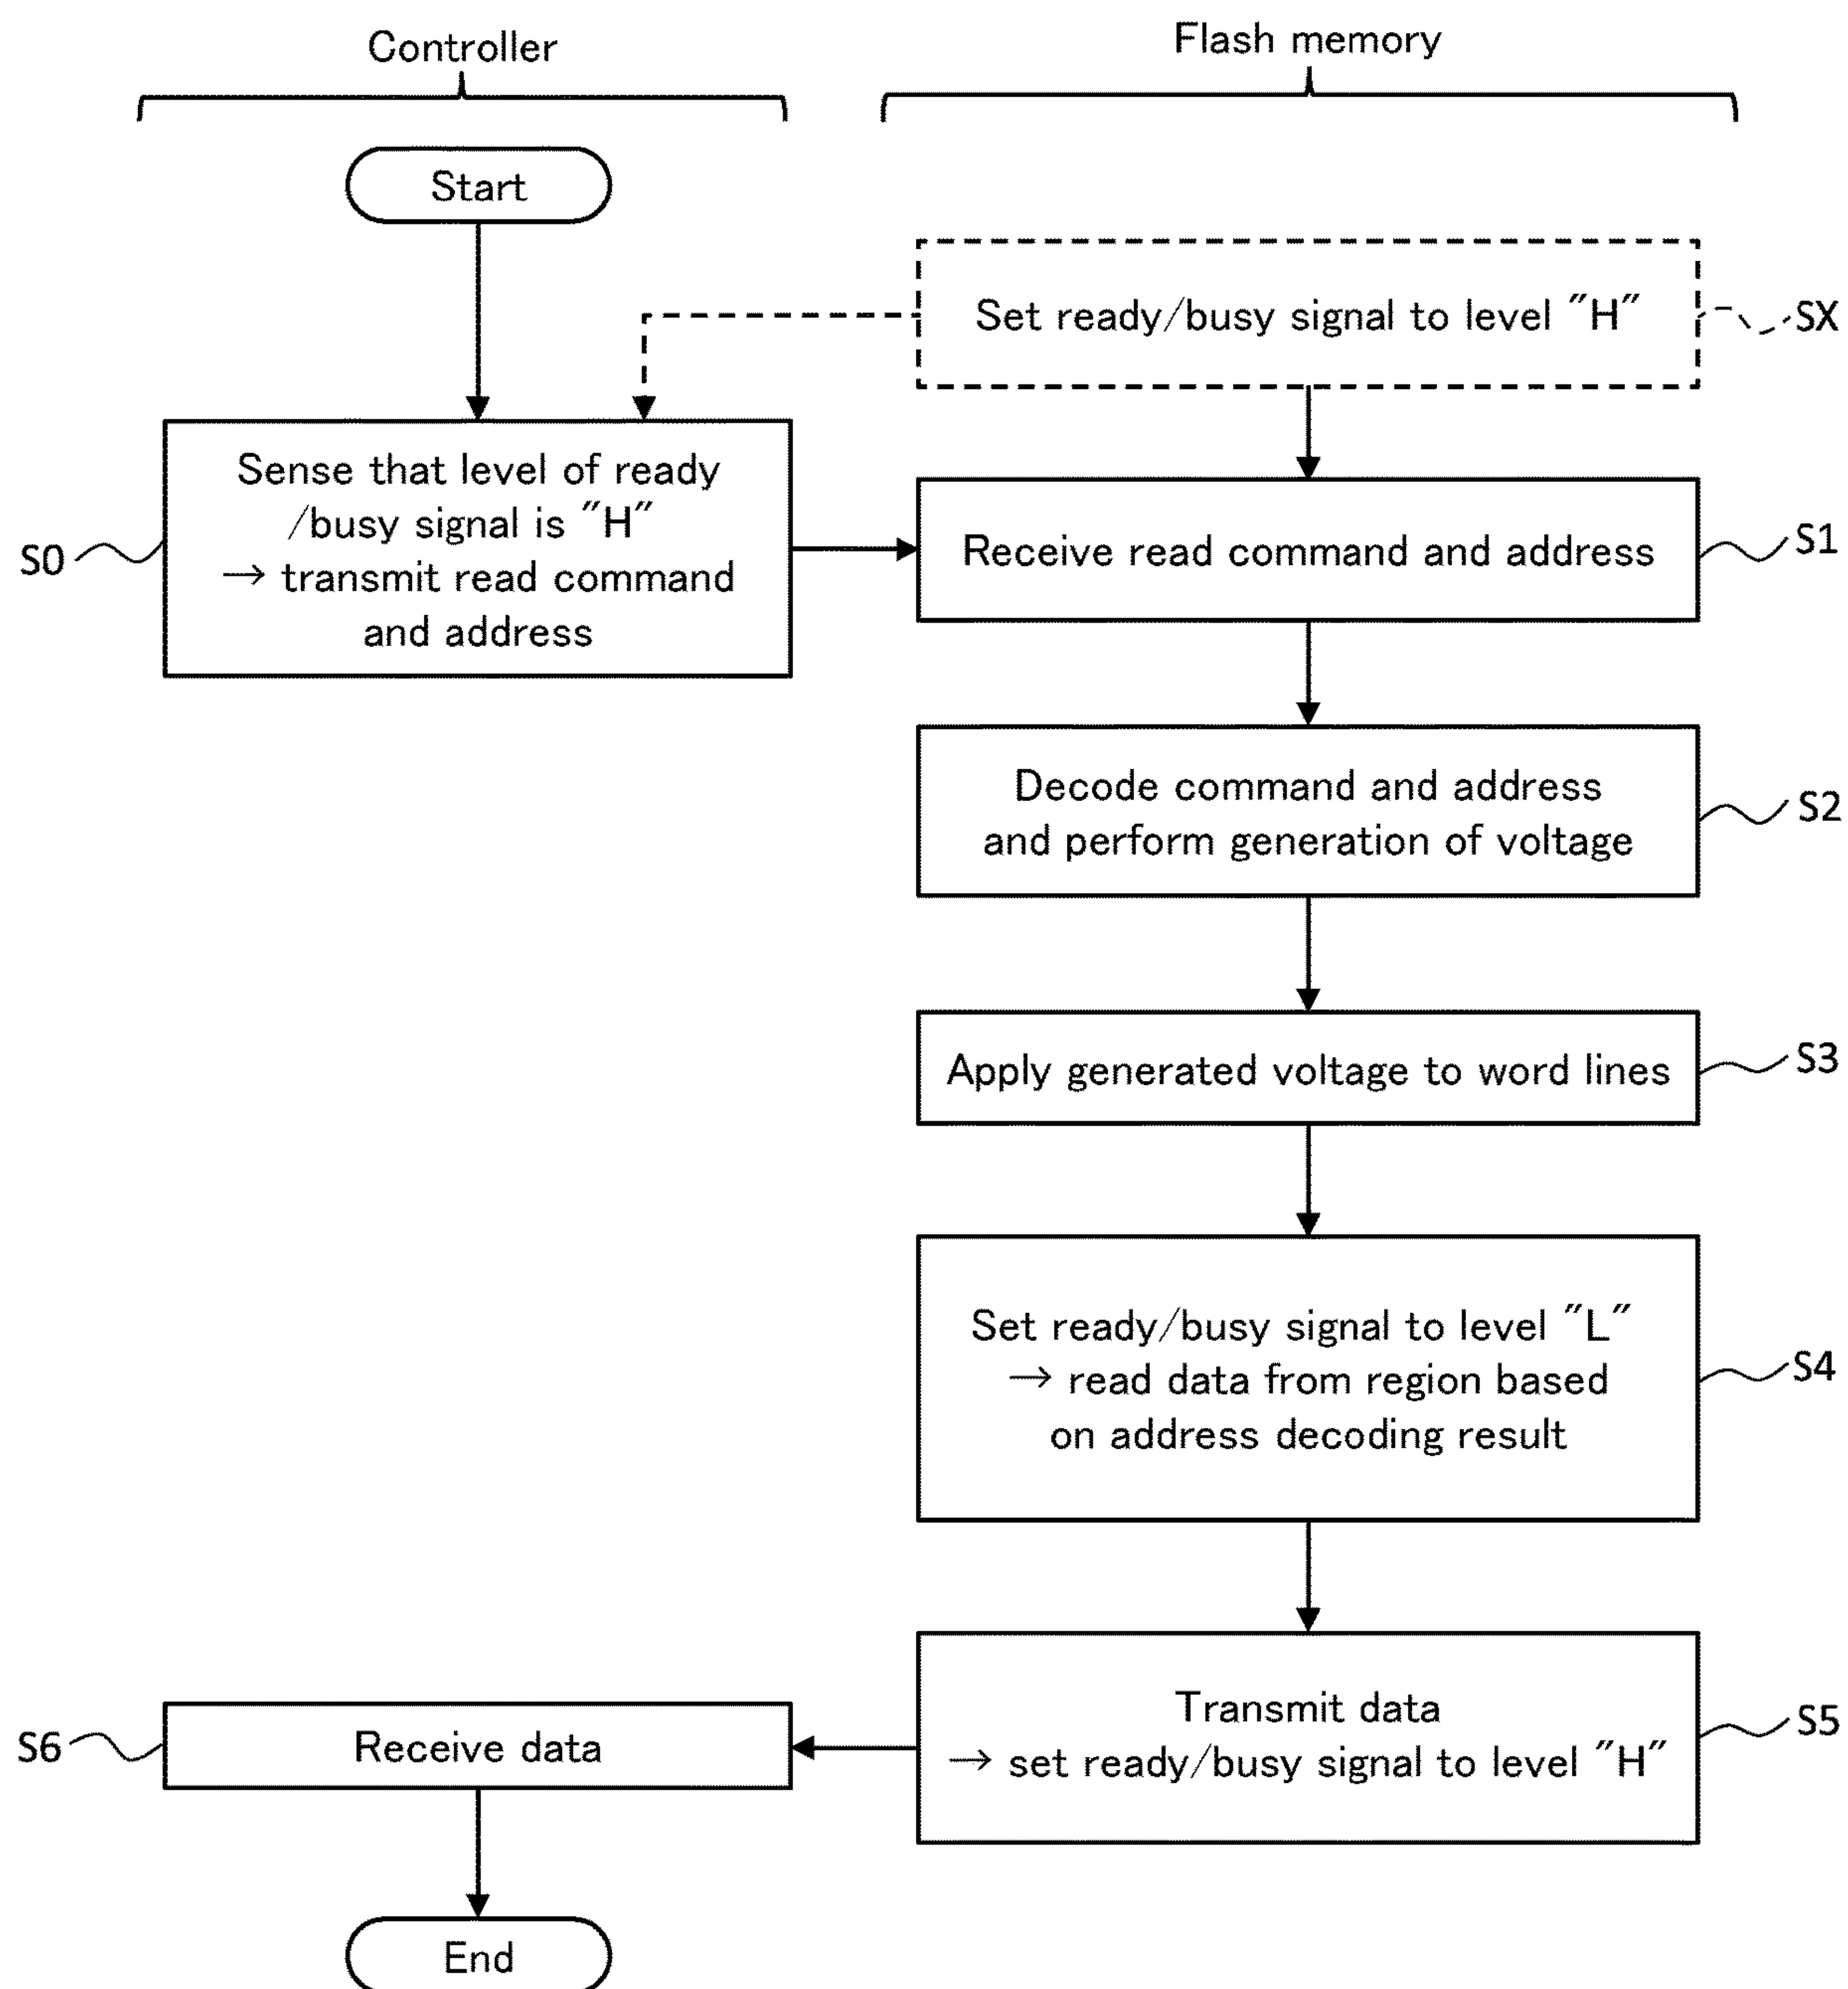 Controller
Flash memory
Start
Set ready/busy signal to level "H"
SX
Sense that level of ready
/busy signal is "H"
→ transmit read command
and address
S0
Receive read command and address
S1
Decode command and address
and perform generation of voltage
S2
Apply generated voltage to word lines
S3
Set ready/busy signal to level "L"
→ read data from region based
on address decoding result
S4
Transmit data
→ set ready/busy signal to level "H"
S5
Receive data
S6
End